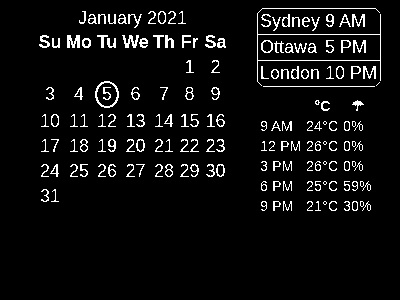 January 2021
Su Mo Tu We Th Fr Sa
1 2
3 4 5 6 7 8 9
10 11 12 13 14 15 16
17 18 19 20 21 22 23
24 25 26 27 28 29 30
31
Sydney 9 AM
Ottawa 5 PM
London 10 PM
°C ☂
9 AM 24°C 0%
12 PM 26°C 0%
3 PM 26°C 0%
6 PM 25°C 59%
9 PM 21°C 30%